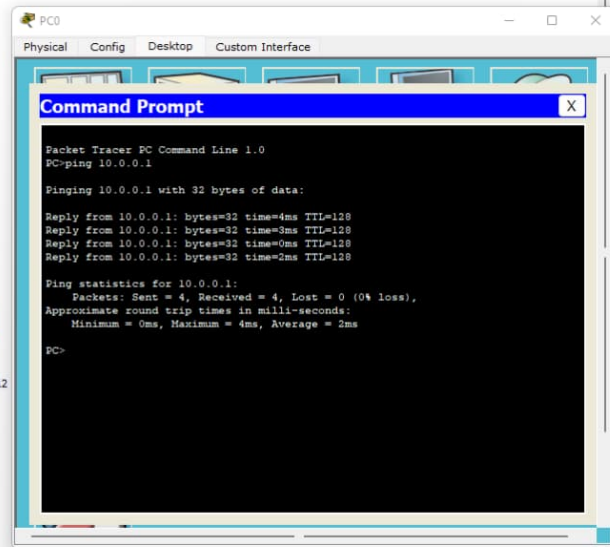 PC0
Physical Config Desktop Custom Interface
Command Prompt X
Packet Tracer PC Command Line 1.0
PC>ping 10.0.0.1
Pinging 10.0.0.1 with 32 bytes of data:
Reply from 10.0.0.1: bytes=32 time=4ms TTL=128
Reply from 10.0.0.1: bytes=32 time=3ms TTL=128
Reply from 10.0.0.1: bytes=32 time=0ms TTL=128
Reply from 10.0.0.1: bytes=32 time=2ms TTL=128
Ping statistics for 10.0.0.1:
Packets: Sent = 4, Received = 4, Lost = 0 (0% loss),
Approximate round trip times in milli-seconds:
Minimum = 0ms, Maximum = 4ms, Average = 2ms
PC>